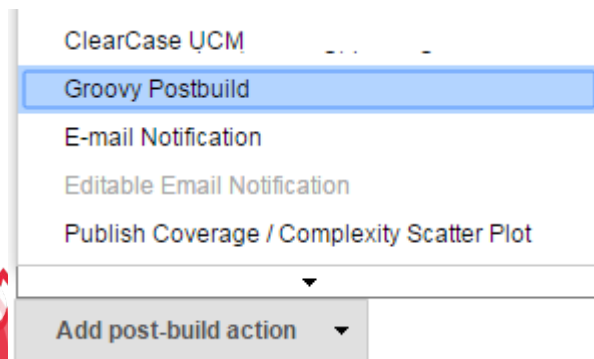 ClearCase UCM
Groovy Postbuild
E-mail Notification
Editable Email Notification
Publish Coverage / Complexity Scatter Plot
Add post-build action